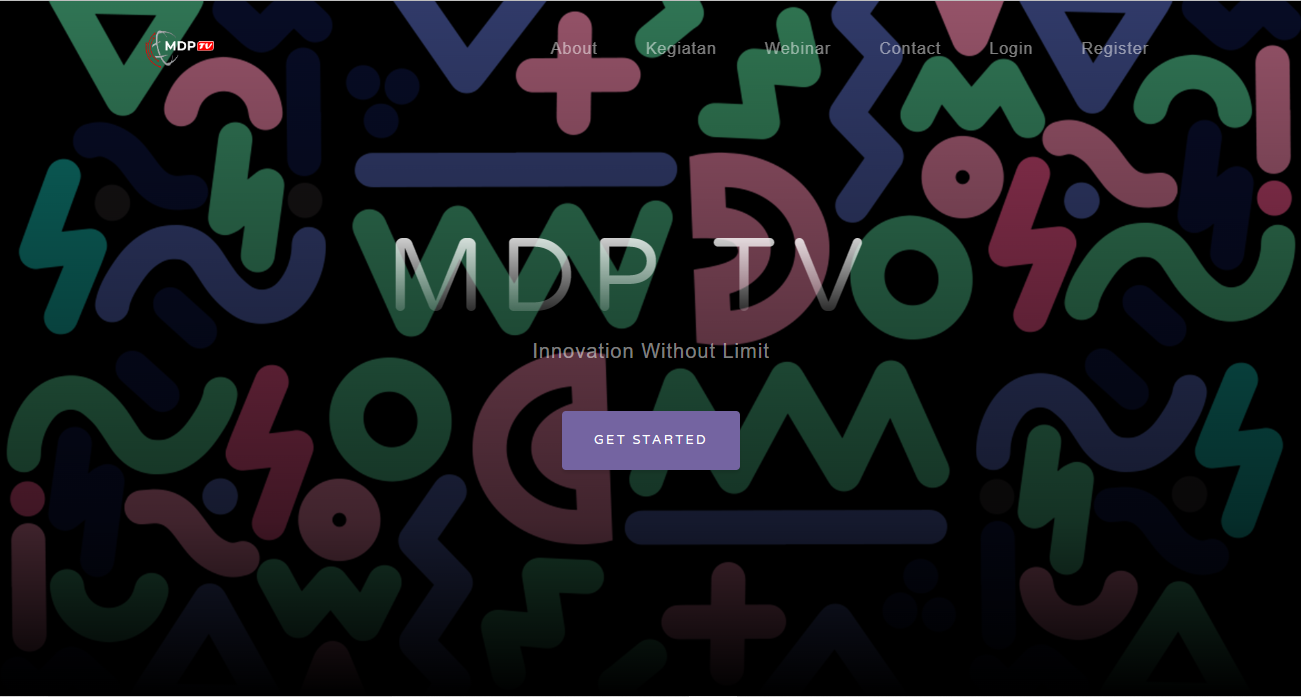 MDP TV
About Kegiatan Webinar Contact Login Register
MDP TV
Innovation Without Limit
GET STARTED